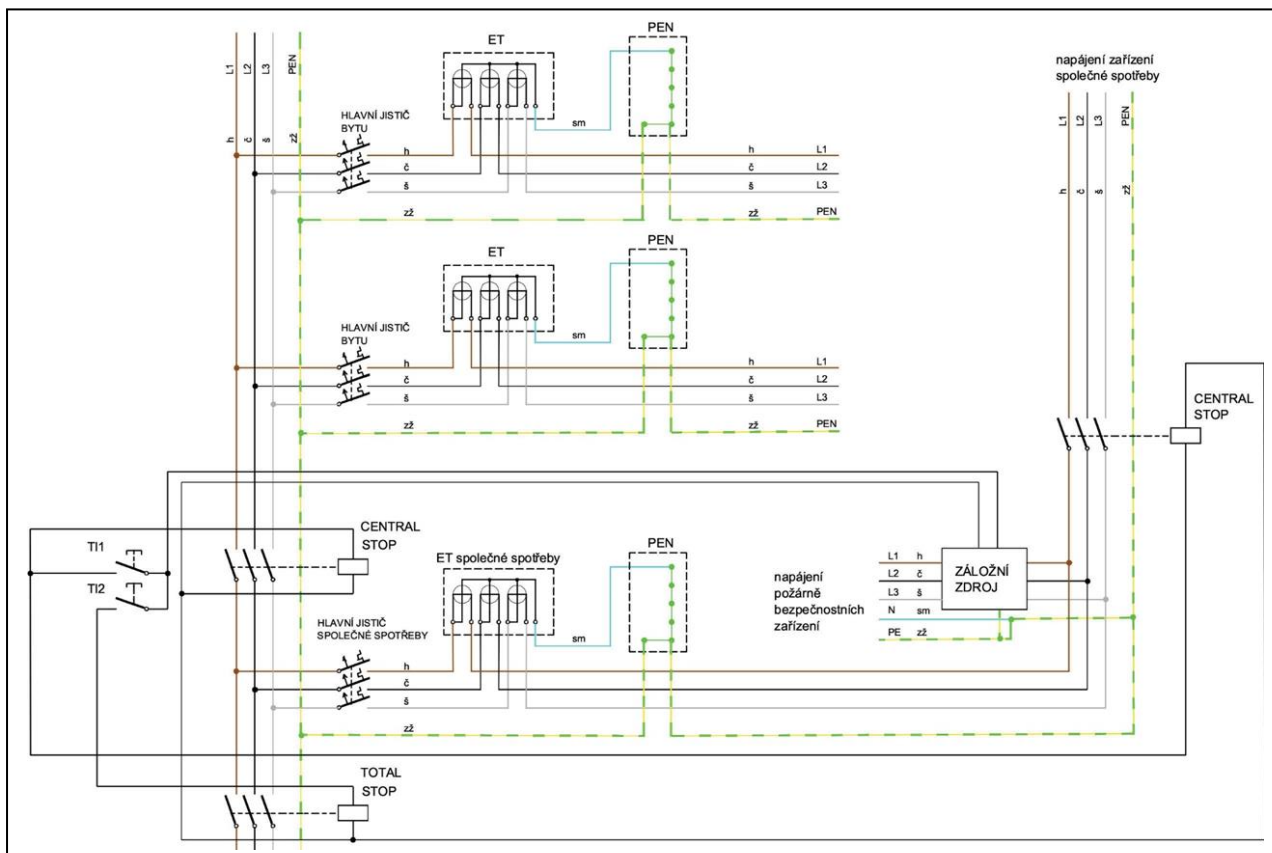 ET
PEN
L1
L2
L3
PEN
h
č
š
zž
HLAVNÍ JISTIČ
BYTU
sm
h
č
š
zž
h L1
č L2
š L3
zž PEN
napájení zařízení
společné spotřeby
L1
L2
L3
PEN
h
č
š
zž
ET
PEN
HLAVNÍ JISTIČ
BYTU
sm
h
č
š
zž
h L1
č L2
š L3
zž PEN
CENTRAL
STOP
TI1
TI2
CENTRAL
STOP
ET společné spotřeby
PEN
HLAVNÍ JISTIČ
SPOLEČNÉ SPOTŘEBY
sm
h
č
š
zž
napájení
požárně
bezpečnostních
zařízení
L1 h
L2 č
L3 š
N sm
PE zž
ZÁLOŽNÍ
ZDROJ
TOTAL
STOP